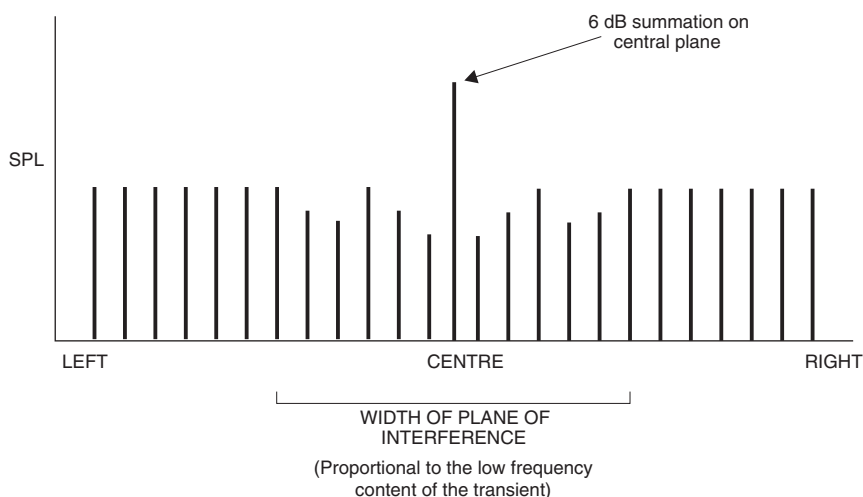 6 dB summation on
central plane
SPL
LEFT
CENTRE
RIGHT
WIDTH OF PLANE OF
INTERFERENCE
(Proportional to the low frequency
content of the transient)